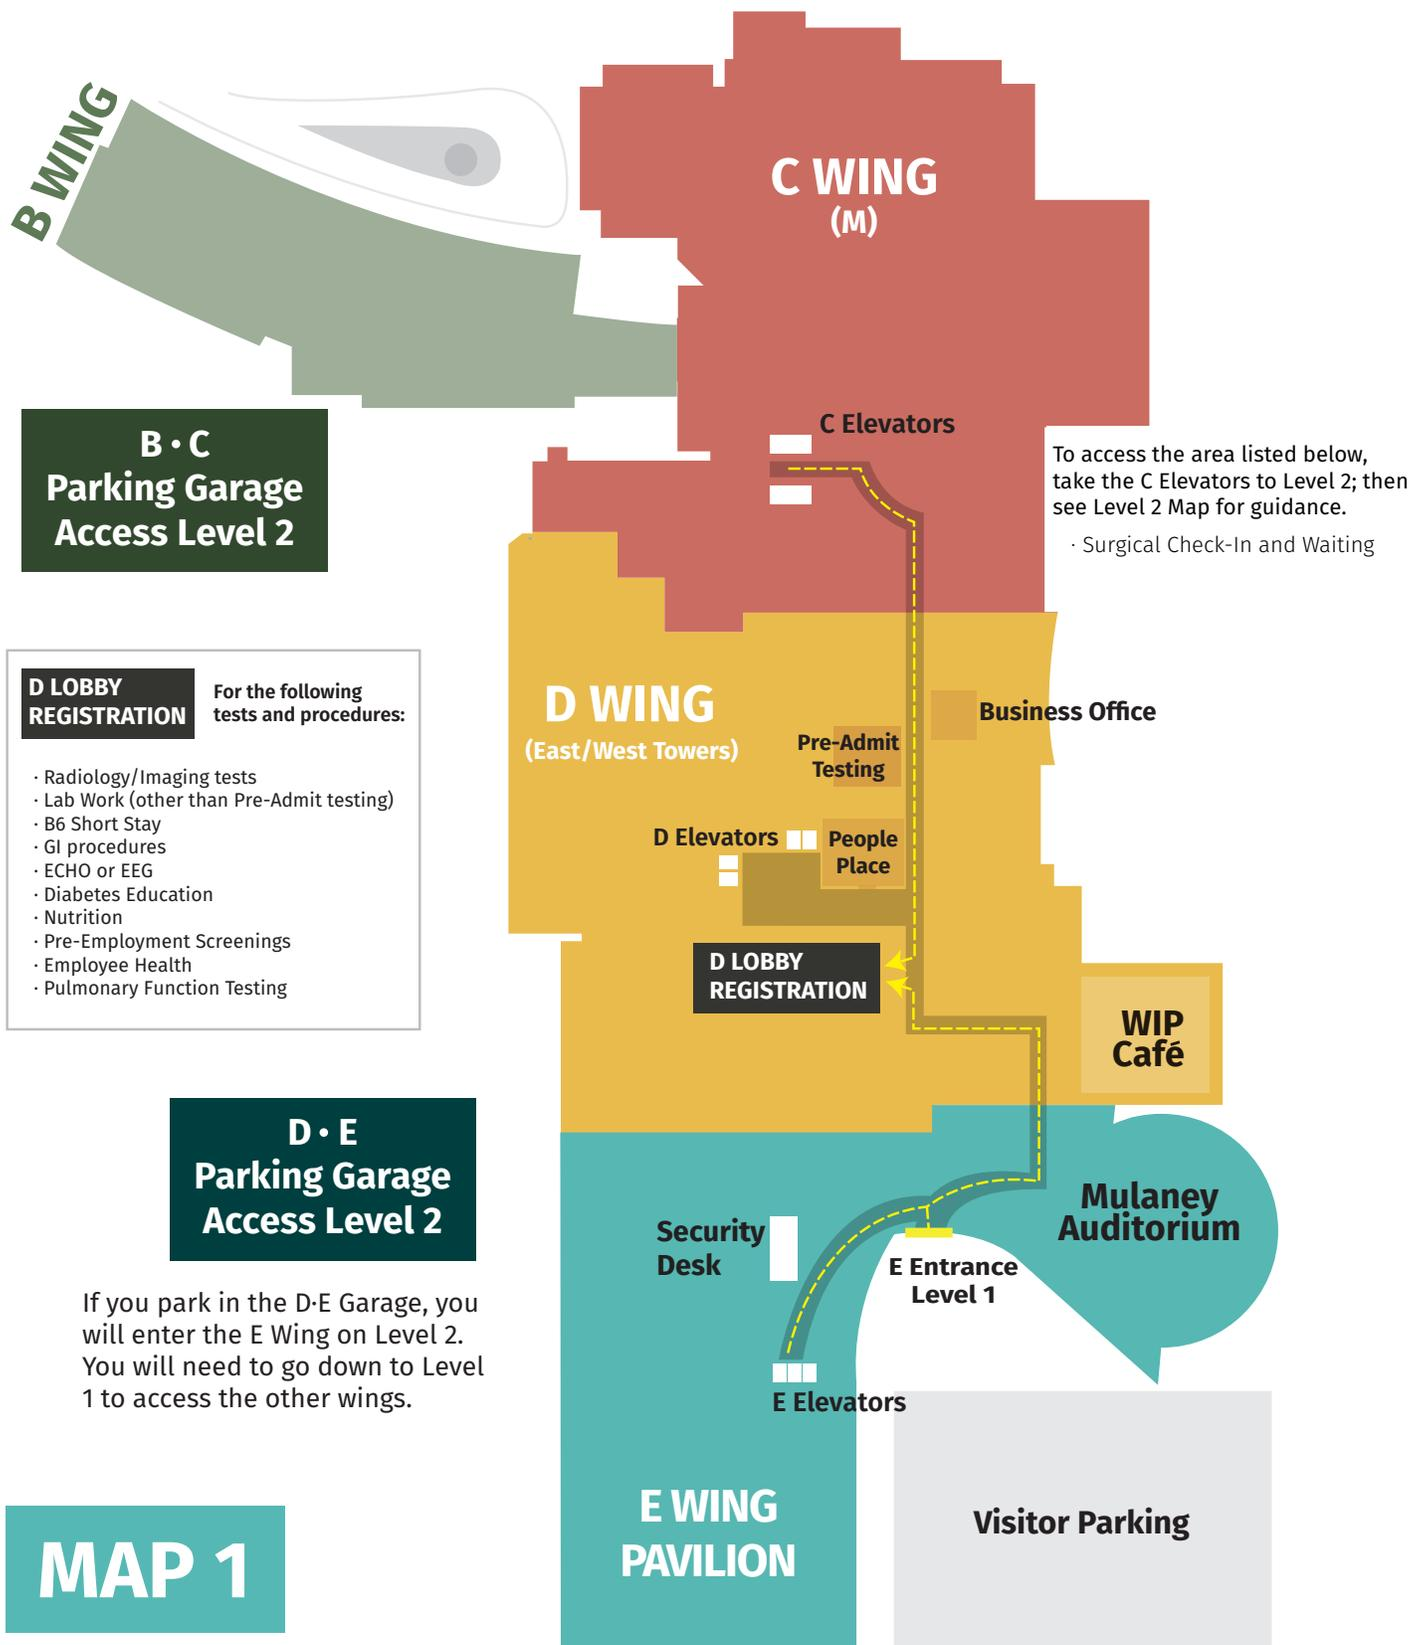 B WING
C WING
(M)
C Elevators
B · C
Parking Garage
Access Level 2
To access the area listed below,
take the C Elevators to Level 2; then
see Level 2 Map for guidance.
· Surgical Check-In and Waiting
D LOBBY
REGISTRATION
For the following
tests and procedures:
· Radiology/Imaging tests
· Lab Work (other than Pre-Admit testing)
· B6 Short Stay
· GI procedures
· ECHO or EEG
· Diabetes Education
· Nutrition
· Pre-Employment Screenings
· Employee Health
· Pulmonary Function Testing
D WING
(East/West Towers)
Business Office
Pre-Admit
Testing
D Elevators
People
Place
D LOBBY
REGISTRATION
WIP
Café
D · E
Parking Garage
Access Level 2
If you park in the D·E Garage, you
will enter the E Wing on Level 2.
You will need to go down to Level
1 to access the other wings.
Security
Desk
Mulaney
Auditorium
E Entrance
Level 1
E Elevators
E WING
PAVILION
Visitor Parking
MAP 1